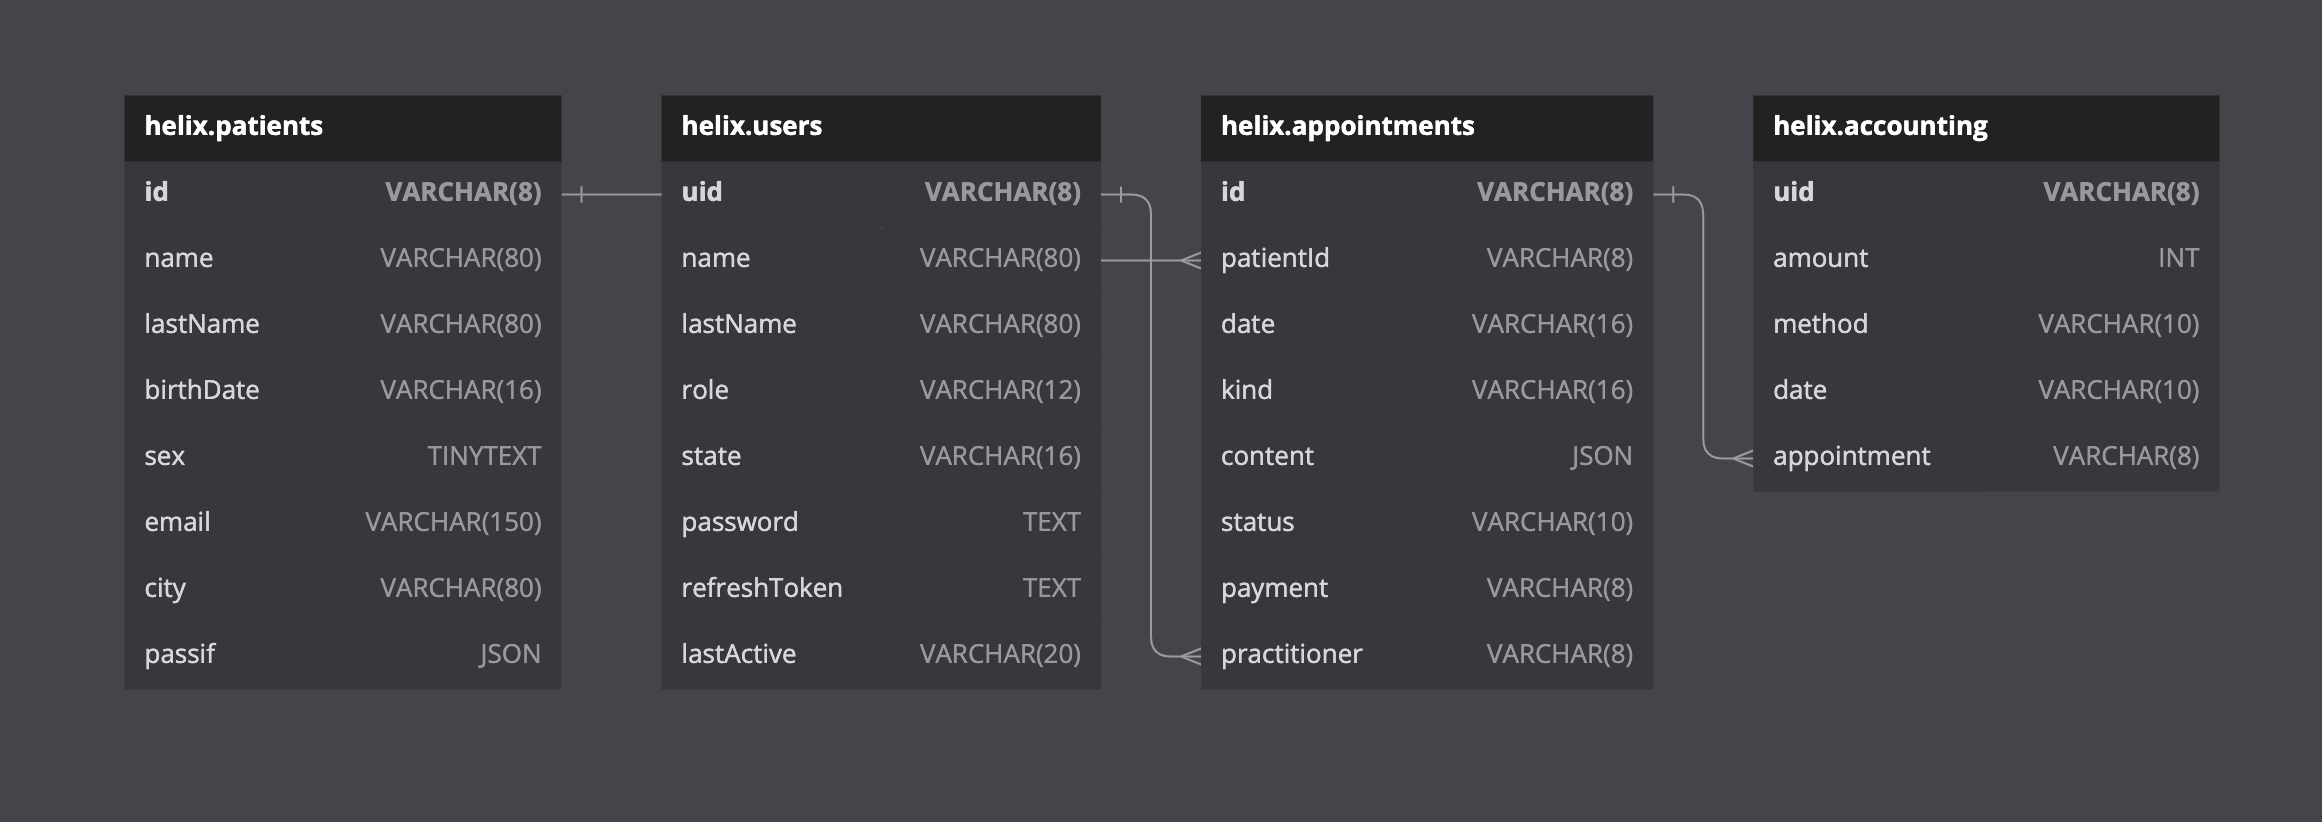 helix.patients
id VARCHAR(8)
name VARCHAR(80)
lastName VARCHAR(80)
birthDate VARCHAR(16)
sex TINYTEXT
email VARCHAR(150)
city VARCHAR(80)
passif JSON
helix.users
uid VARCHAR(8)
name VARCHAR(80)
lastName VARCHAR(80)
role VARCHAR(12)
state VARCHAR(16)
password TEXT
refreshToken TEXT
lastActive VARCHAR(20)
helix.appointments
id VARCHAR(8)
patientId VARCHAR(8)
date VARCHAR(16)
kind VARCHAR(16)
content JSON
status VARCHAR(10)
payment VARCHAR(8)
practitioner VARCHAR(8)
helix.accounting
uid VARCHAR(8)
amount INT
method VARCHAR(10)
date VARCHAR(10)
appointment VARCHAR(8)